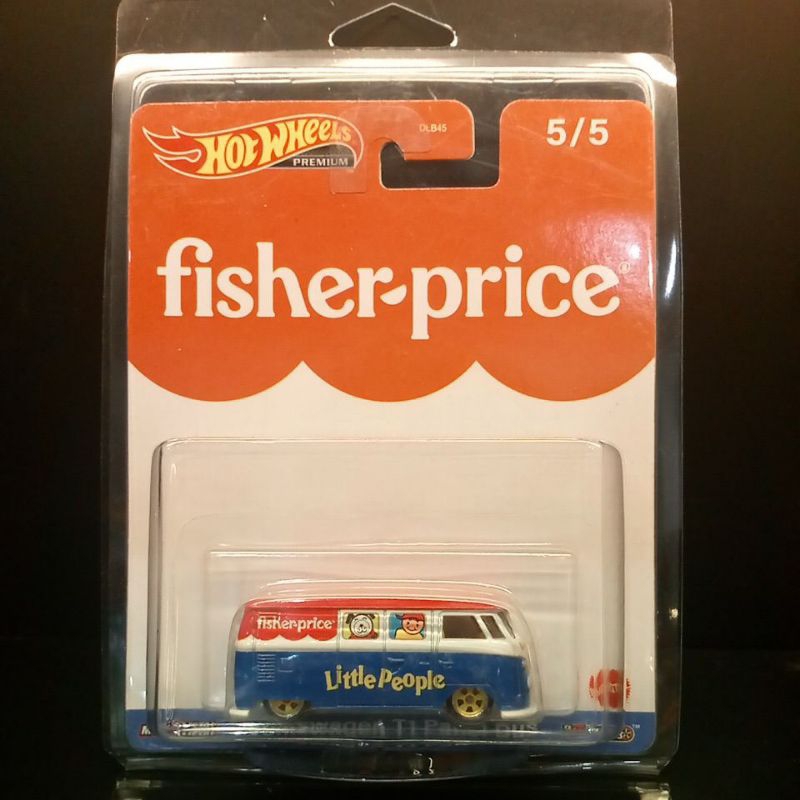 HOT WHEELS
PREMIUM
DLB45
5/5
fisher-price®
fisher-price
Little People